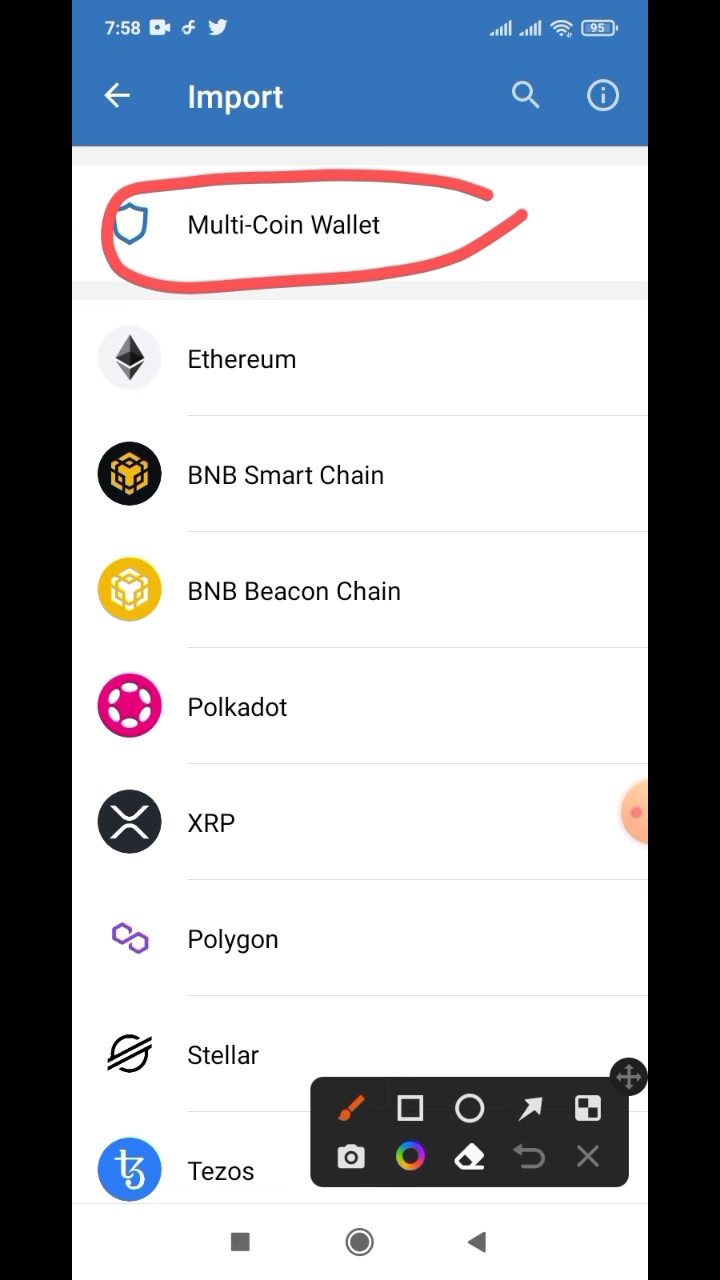 7:58
95
Import
Multi-Coin Wallet
Ethereum
BNB Smart Chain
BNB Beacon Chain
Polkadot
XRP
Polygon
Stellar
Tezos